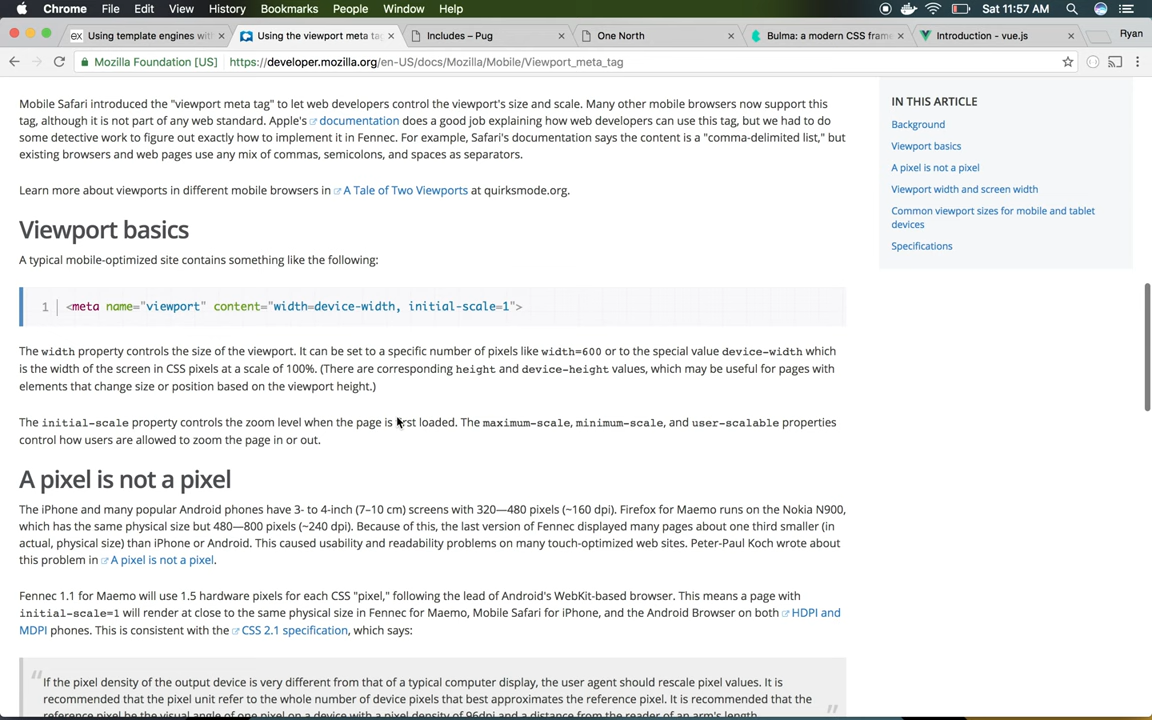 Chrome File Edit View History Bookmarks People Window Help Sat 11:57 AM
Using template engines with Using the viewport meta tag Includes – Pug One North Bulma: a modern CSS fram Introduction - vue.js Ryan
Mozilla Foundation [US] https://developer.mozilla.org/en-US/docs/Mozilla/Mobile/Viewport_meta_tag
Mobile Safari introduced the "viewport meta tag" to let web developers control the viewport's size and scale. Many other mobile browsers now support this
tag, although it is not part of any web standard. Apple's documentation does a good job explaining how web developers can use this tag, but we had to do
some detective work to figure out exactly how to implement it in Fennec. For example, Safari's documentation says the content is a "comma-delimited list," but
existing browsers and web pages use any mix of commas, semicolons, and spaces as separators.
Learn more about viewports in different mobile browsers in A Tale of Two Viewports at quirksmode.org.
Viewport basics
A typical mobile-optimized site contains something like the following:
1 <meta name="viewport" content="width=device-width, initial-scale=1">
The width property controls the size of the viewport. It can be set to a specific number of pixels like width=600 or to the special value device-width which
is the width of the screen in CSS pixels at a scale of 100%. (There are corresponding height and device-height values, which may be useful for pages with
elements that change size or position based on the viewport height.)
The initial-scale property controls the zoom level when the page is first loaded. The maximum-scale, minimum-scale, and user-scalable properties
control how users are allowed to zoom the page in or out.
A pixel is not a pixel
The iPhone and many popular Android phones have 3- to 4-inch (7–10 cm) screens with 320—480 pixels (~160 dpi). Firefox for Maemo runs on the Nokia N900,
which has the same physical size but 480—800 pixels (~240 dpi). Because of this, the last version of Fennec displayed many pages about one third smaller (in
actual, physical size) than iPhone or Android. This caused usability and readability problems on many touch-optimized web sites. Peter-Paul Koch wrote about
this problem in A pixel is not a pixel.
Fennec 1.1 for Maemo will use 1.5 hardware pixels for each CSS "pixel," following the lead of Android's WebKit-based browser. This means a page with
initial-scale=1 will render at close to the same physical size in Fennec for Maemo, Mobile Safari for iPhone, and the Android Browser on both HDPI and
MDPI phones. This is consistent with the CSS 2.1 specification, which says:
If the pixel density of the output device is very different from that of a typical computer display, the user agent should rescale pixel values. It is
recommended that the pixel unit refer to the whole number of device pixels that best approximates the reference pixel. It is recommended that the
reference pixel be the visual angle of one pixel on a device with a pixel density of 96dpi and a distance from the reader of an arm's length.
IN THIS ARTICLE
Background
Viewport basics
A pixel is not a pixel
Viewport width and screen width
Common viewport sizes for mobile and tablet
devices
Specifications